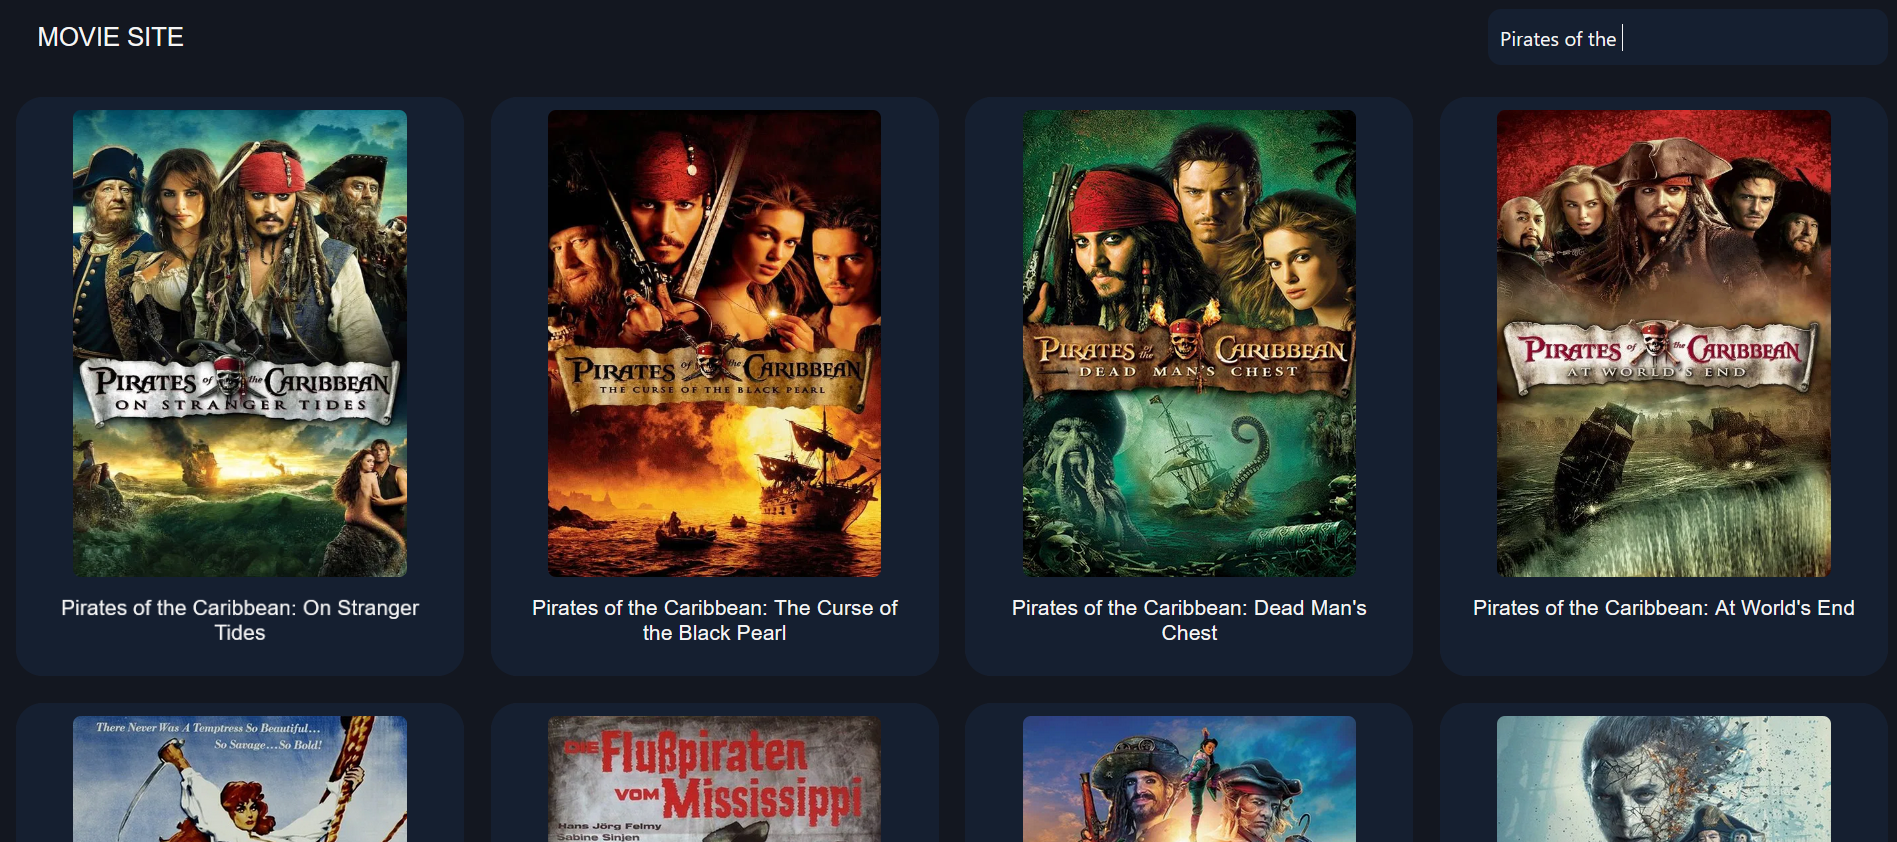 MOVIE SITE
Pirates of the
PIRATES of the CARIBBEAN
ON STRANGER TIDES
PIRATES of the CARIBBEAN
THE CURSE OF THE BLACK PEARL
PIRATES of the CARIBBEAN
DEAD MAN'S CHEST
PIRATES of the CARIBBEAN
AT WORLD'S END
Pirates of the Caribbean: On Stranger
Tides
Pirates of the Caribbean: The Curse of
the Black Pearl
Pirates of the Caribbean: Dead Man's
Chest
Pirates of the Caribbean: At World's End
There Never Was A Temptress So Beautiful...
So Savage...So Bold!
DIE
Flußpiraten
VOM Mississippi
Hans Jörg Felmy
Sabine Sinjen